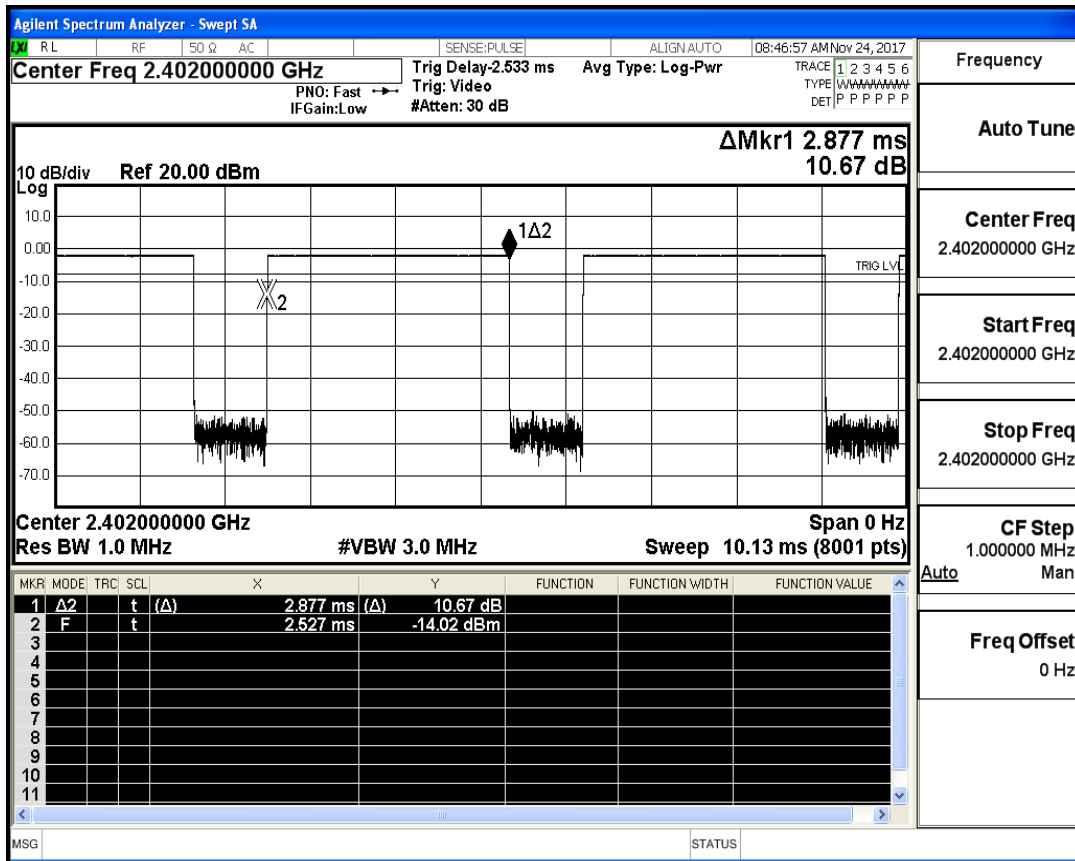 Agilent Spectrum Analyzer - Swept SA
LXI RL RF 50 Ω AC SENSE:PULSE ALIGN AUTO 08:46:57 AM Nov 24, 2017
Center Freq 2.402000000 GHz
PNO: Fast
IFGain:Low
Trig Delay-2.533 ms
Trig: Video
#Atten: 30 dB
Avg Type: Log-Pwr
TRACE 1 2 3 4 5 6
TYPE WWWWWW
DET P P P P P P
ΔMkr1 2.877 ms
10.67 dB
10 dB/div Ref 20.00 dBm
Log
10.0
0.00
-10.0
-20.0
-30.0
-40.0
-50.0
-60.0
-70.0
1Δ2
TRIG LVL
2
Center 2.402000000 GHz Span 0 Hz
Res BW 1.0 MHz #VBW 3.0 MHz Sweep 10.13 ms (8001 pts)
MKR MODE TRC SCL X Y FUNCTION FUNCTION WIDTH FUNCTION VALUE
1 Δ2 t (Δ) 2.877 ms (Δ) 10.67 dB
2 F t 2.527 ms -14.02 dBm
3
4
5
6
7
8
9
10
11
MSG STATUS
Frequency
Auto Tune
Center Freq
2.402000000 GHz
Start Freq
2.402000000 GHz
Stop Freq
2.402000000 GHz
CF Step
1.000000 MHz
Auto Man
Freq Offset
0 Hz